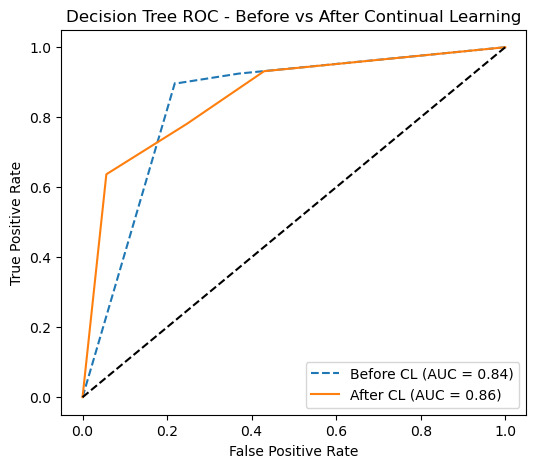 Decision Tree ROC - Before vs After Continual Learning
True Positive Rate
1.0
0.8
0.6
0.4
0.2
0.0
Before CL (AUC = 0.84)
After CL (AUC = 0.86)
0.0 0.2 0.4 0.6 0.8 1.0
False Positive Rate